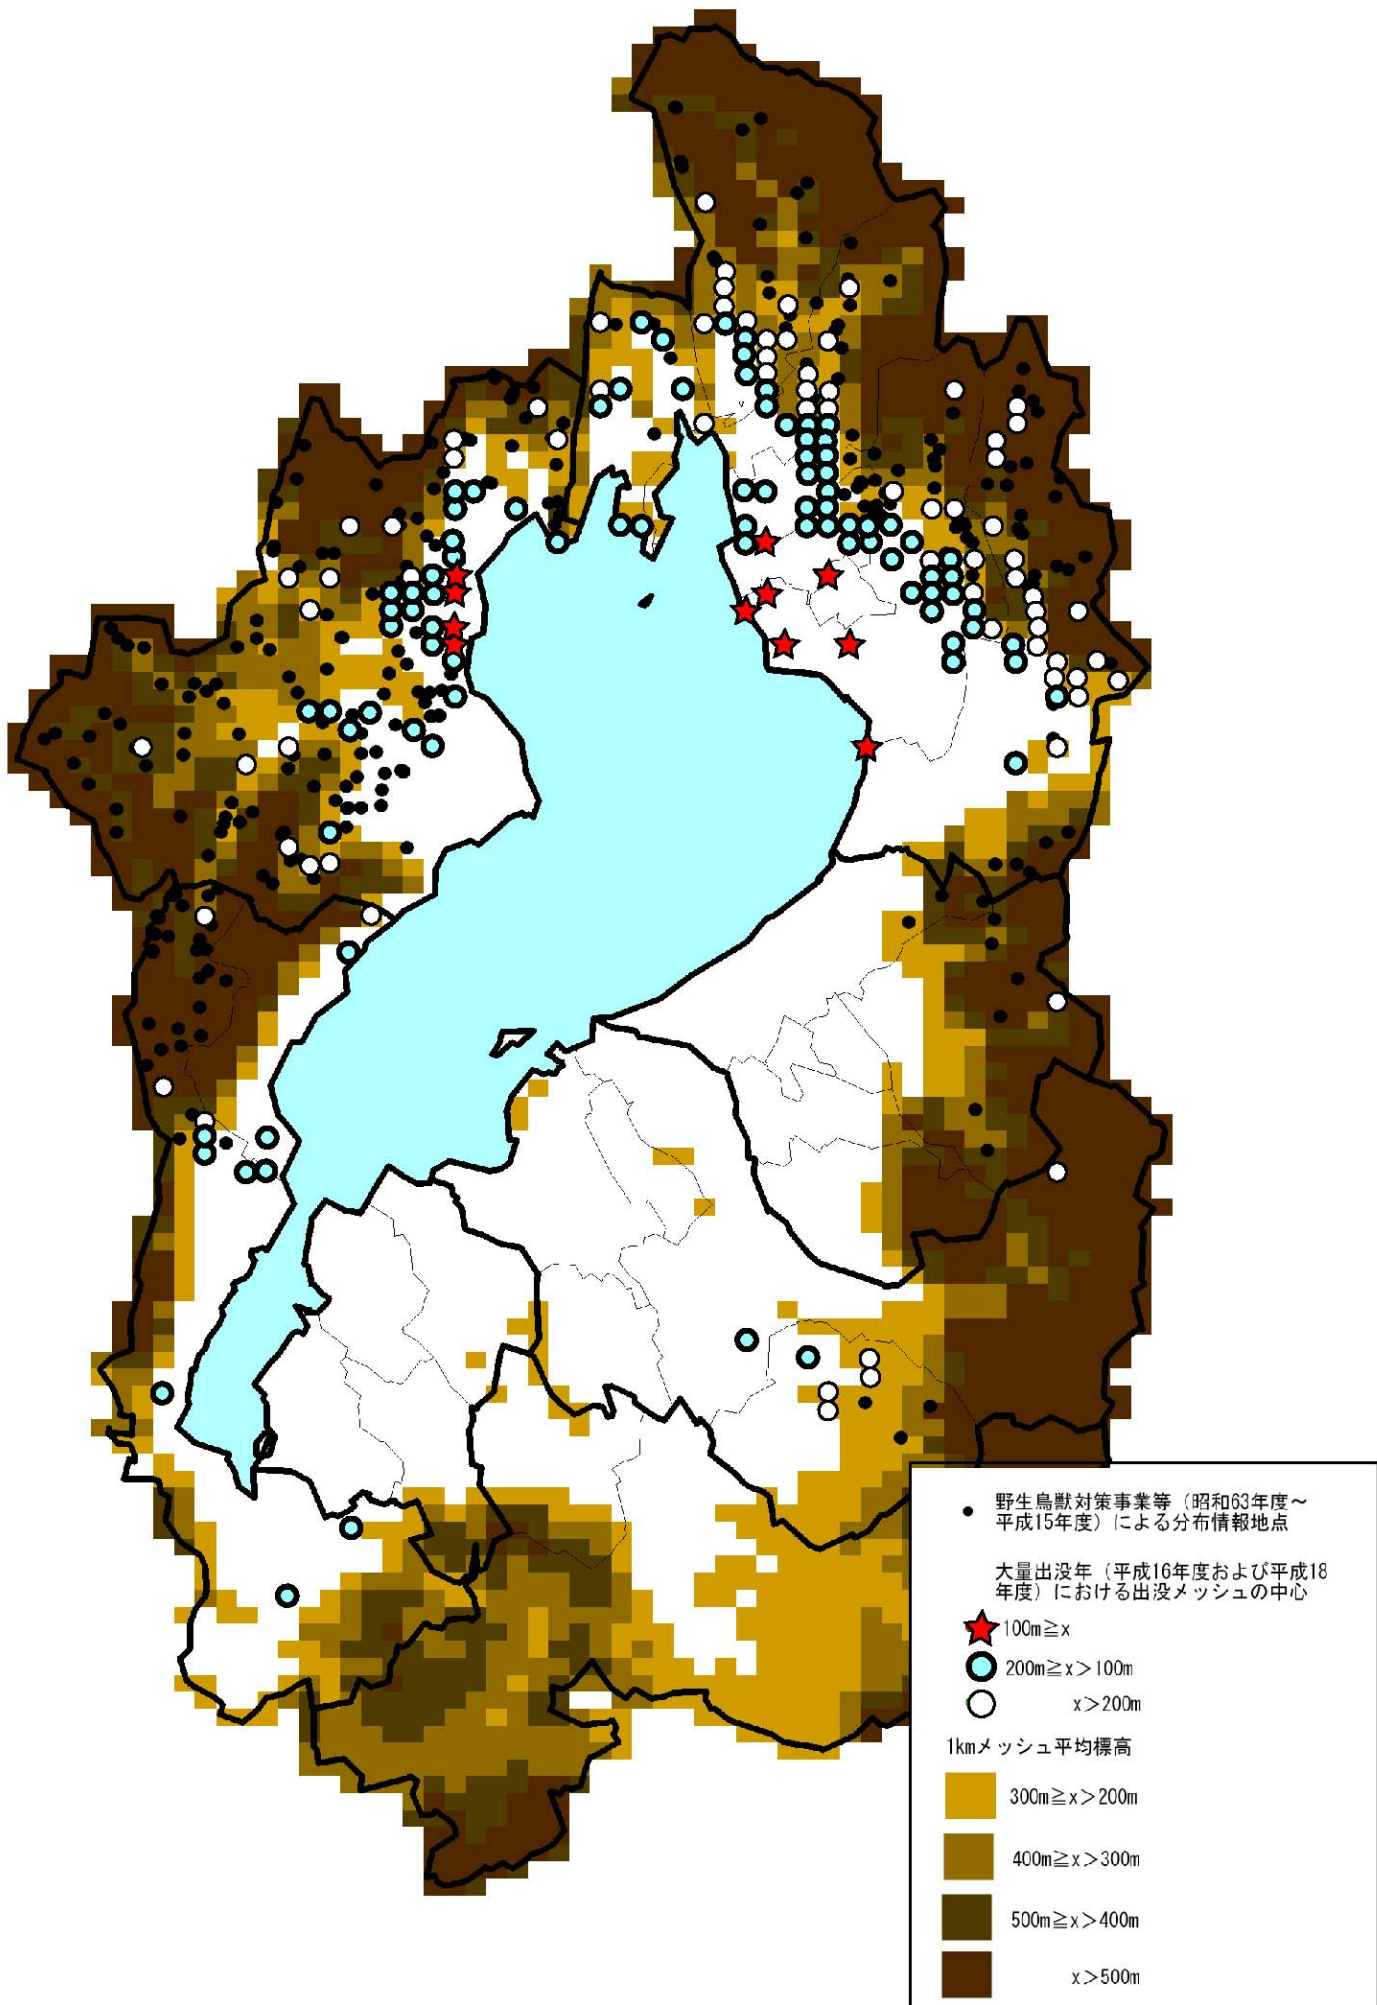 野生鳥獣対策事業等（昭和63年度～
平成15年度）による分布情報地点
大量出没年（平成16年度および平成18
年度）における出没メッシュの中心
100m≧x
200m≧x＞100m
x＞200m
1kmメッシュ平均標高
300m≧x＞200m
400m≧x＞300m
500m≧x＞400m
x＞500m